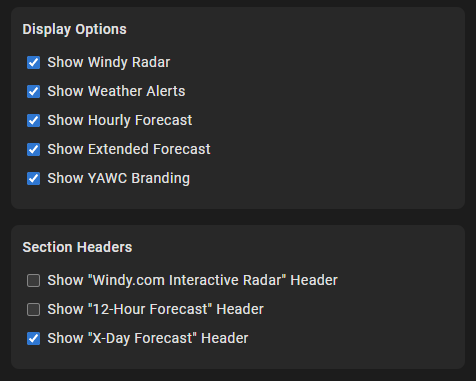 Display Options
Show Windy Radar
Show Weather Alerts
Show Hourly Forecast
Show Extended Forecast
Show YAWC Branding
Section Headers
Show "Windy.com Interactive Radar" Header
Show "12-Hour Forecast" Header
Show "X-Day Forecast" Header